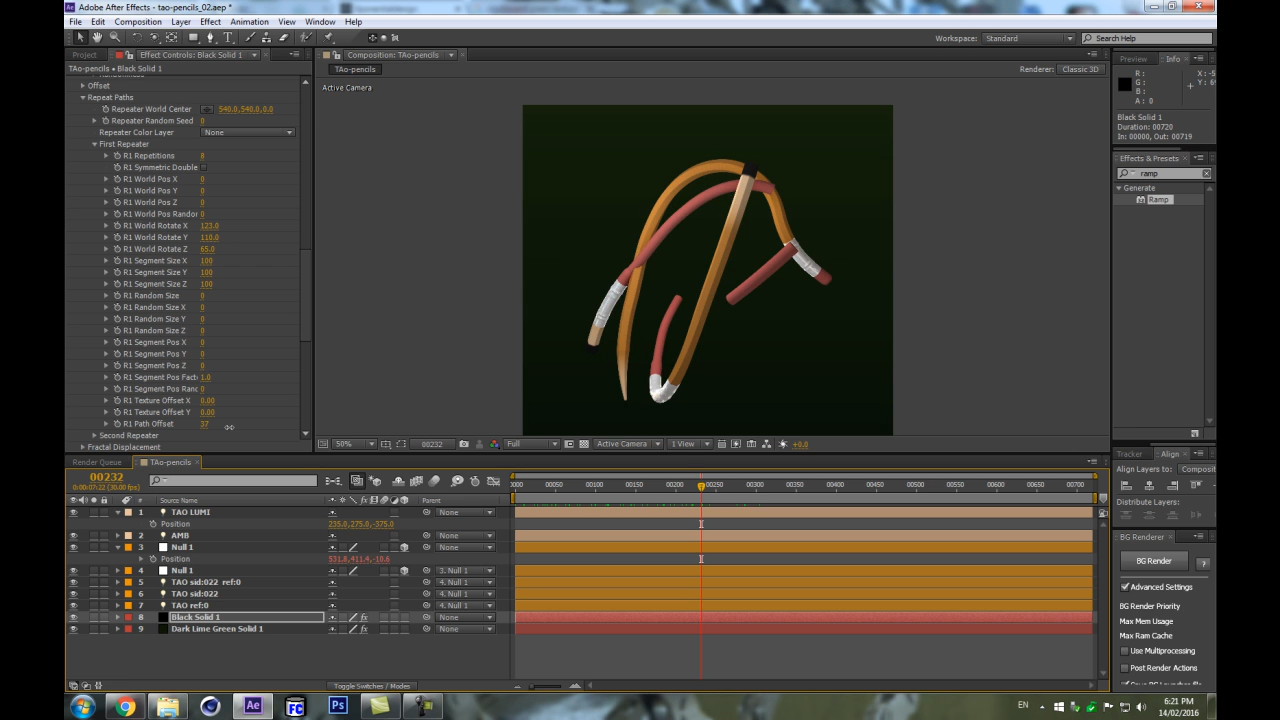 Adobe After Effects - tao-pencils_02.aep *
File Edit Composition Layer Effect Animation View Window Help
Workspace: Standard
Search Help
Project Effect Controls: Black Solid 1
TAo-pencils • Black Solid 1
Offset
Repeat Paths
Repeater World Center 540.0,540.0,0.0
Repeater Random Seed 0
Repeater Color Layer None
First Repeater
R1 Repetitions 8
R1 Symmetric Double
R1 World Pos X 0
R1 World Pos Y 0
R1 World Pos Z 0
R1 World Pos Randor 0
R1 World Rotate X 123.0
R1 World Rotate Y 110.0
R1 World Rotate Z 65.0
R1 Segment Size X 100
R1 Segment Size Y 100
R1 Segment Size Z 100
R1 Random Size 0
R1 Random Size X 0
R1 Random Size Y 0
R1 Random Size Z 0
R1 Segment Pos X 0
R1 Segment Pos Y 0
R1 Segment Pos Z 0
R1 Segment Pos Fact 1.0
R1 Segment Pos Ranc 0
R1 Texture Offset X 0.00
R1 Texture Offset Y 0.00
R1 Path Offset 37
Second Repeater
Fractal Displacement
Composition: TAo-pencils
TAo-pencils
Renderer: Classic 3D
Active Camera
50% 00232 Full Active Camera 1 View +0.0
Preview Info
R :
G :
B :
A : 0
Black Solid 1
Duration: 00720
In: 00000, Out: 00719
Effects & Presets
ramp
Generate
Ramp
Tracker Align
Align Layers to: Composit
Distribute Layers:
BG Renderer
BG Render ?
Advanced Settings
BG Render Priority
Max Mem Usage
Max Ram Cache
Use Multiprocessing
Post Render Actions
Render Queue TAo-pencils
00232
0:00:07:22 (30.00 fps)
0000 00050 00100 00150 00200 00250 00300 00350 00400 00450 00500 00550 00600 00650 00700
# Source Name Parent
1 TAO LUMI None
Position 235.0,275.0,-375.0
2 AMB None
3 Null 1 None
Position 531.8,411.4,-18.6
4 Null 1 3. Null 1
5 TAO sid:022 ref:0 4. Null 1
6 TAO sid:022 4. Null 1
7 TAO ref:0 4. Null 1
8 Black Solid 1 None
9 Dark Lime Green Solid 1 None
Toggle Switches / Modes
Ae FC Ps
EN
6:21 PM
14/02/2016